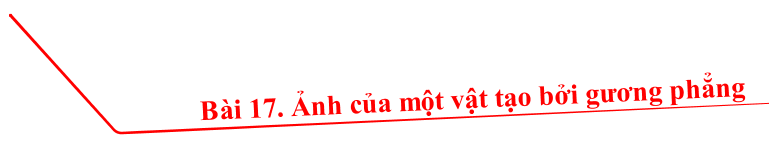 Bài 17. Ảnh của một vật tạo bởi gương phẳng